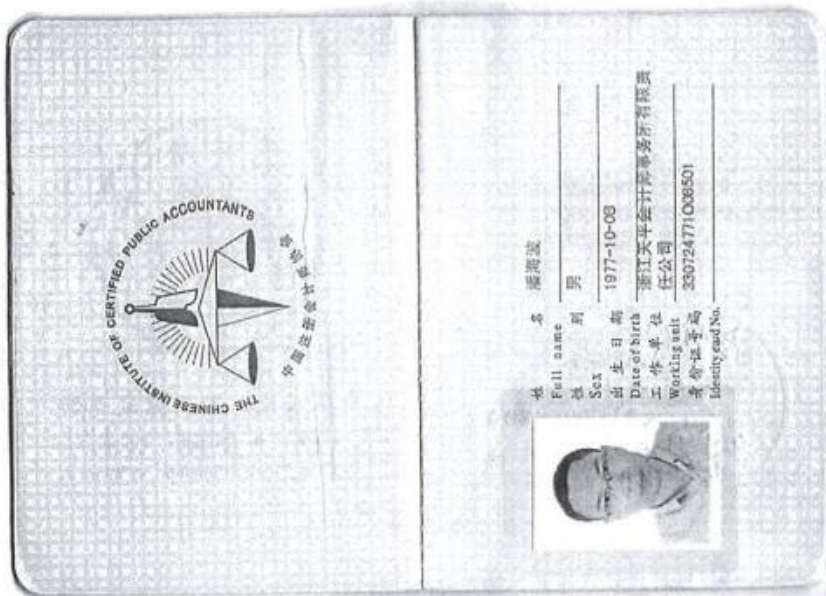 THE CHINESE INSTITUTE OF CERTIFIED PUBLIC ACCOUNTANTS
中国注册会计师协会
姓 名 潘海波
Full name
性 别 男
Sex
出生日期 1977-10-08
Date of birth
工作单位 浙江天平会计师事务所有限责
任公司
Working unit
身份证号码 330724771008501
Identity card No.